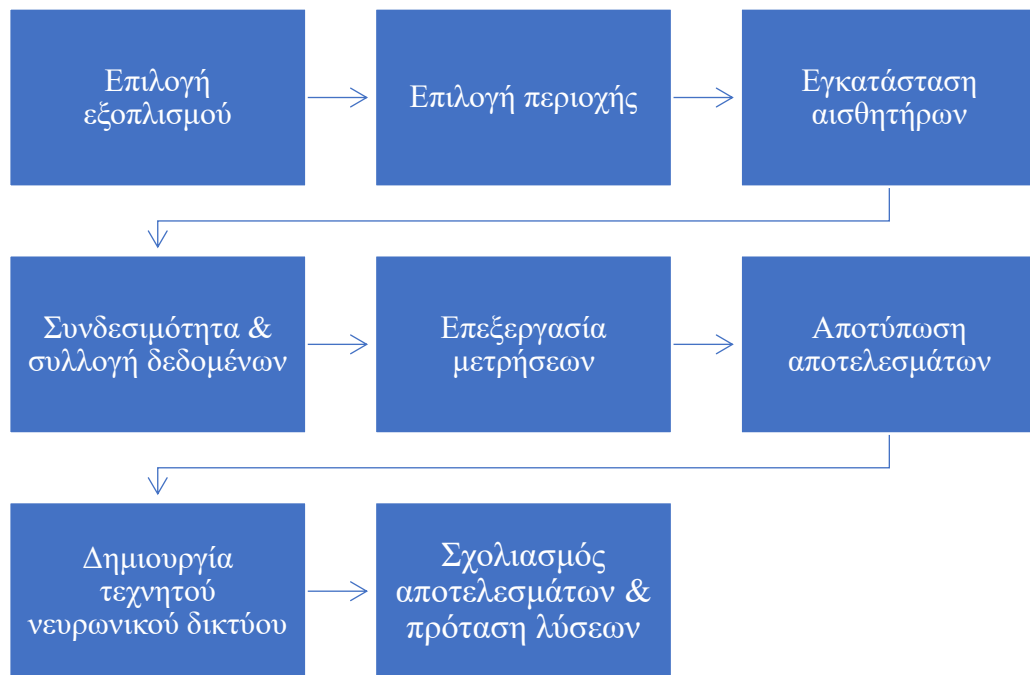 Επιλογή
εξοπλισμού
Επιλογή περιοχής
Εγκατάσταση
αισθητήρων
Συνδεσιμότητα &
συλλογή δεδομένων
Επεξεργασία
μετρήσεων
Αποτύπωση
αποτελεσμάτων
Δημιουργία
τεχνητού
νευρωνικού δικτύου
Σχολιασμός
αποτελεσμάτων &
πρόταση λύσεων